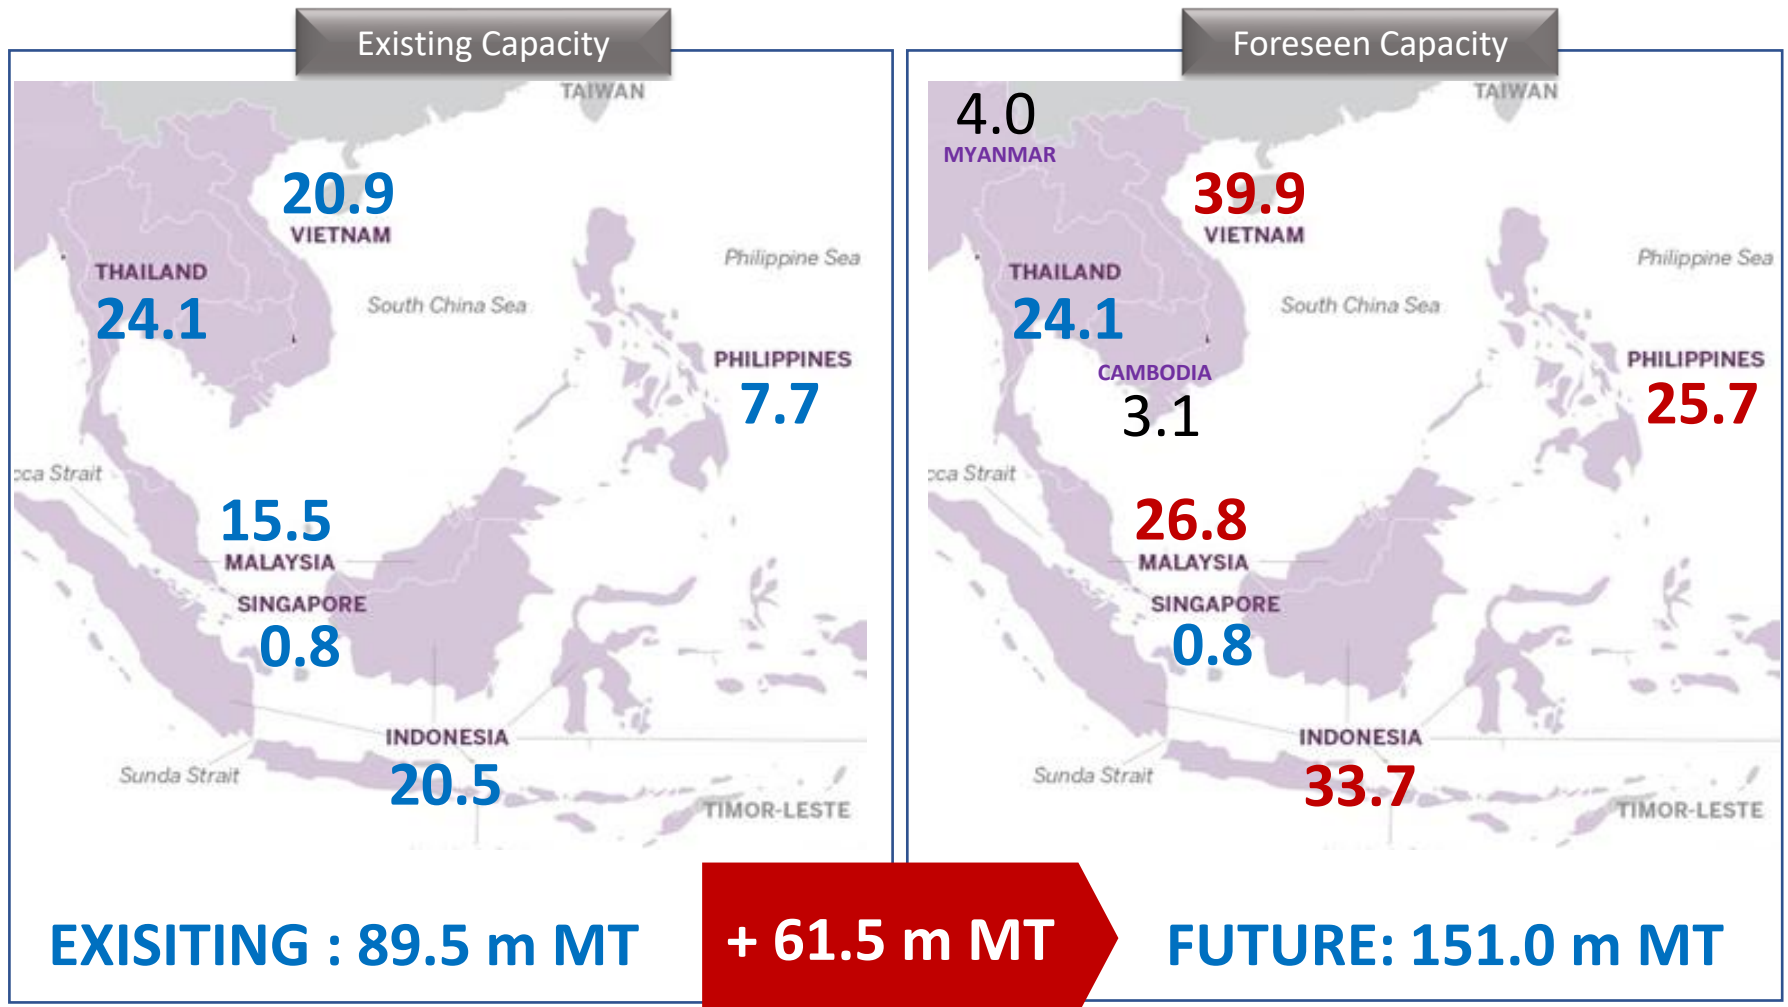 Existing Capacity
TAIWAN
20.9
VIETNAM
Philippine Sea
THAILAND
24.1
South China Sea
PHILIPPINES
7.7
cca Strait
15.5
MALAYSIA
SINGAPORE
0.8
INDONESIA
20.5
Sunda Strait
TIMOR-LESTE
EXISITING : 89.5 m MT
+ 61.5 m MT
Foreseen Capacity
TAIWAN
4.0
MYANMAR
39.9
VIETNAM
Philippine Sea
THAILAND
24.1
South China Sea
PHILIPPINES
25.7
CAMBODIA
3.1
cca Strait
26.8
MALAYSIA
SINGAPORE
0.8
INDONESIA
33.7
Sunda Strait
TIMOR-LESTE
FUTURE: 151.0 m MT